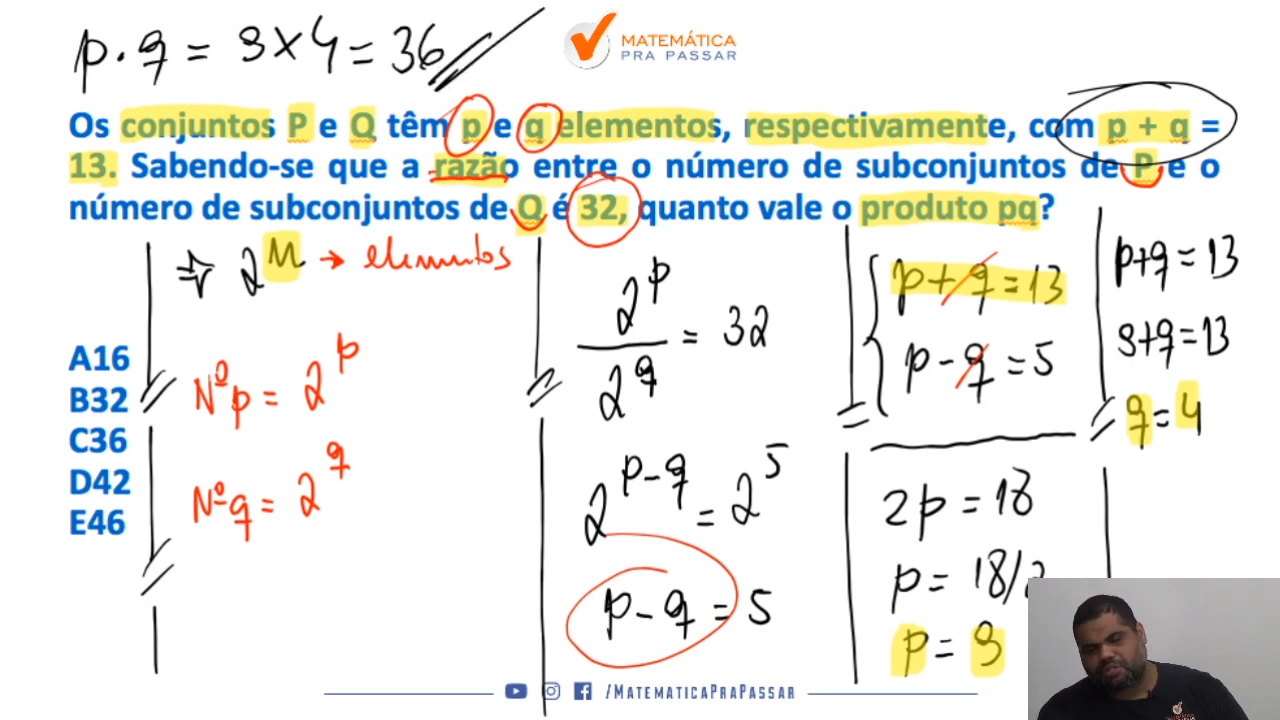 p.q = 9x4 = 36
MATEMÁTICA
PRA PASSAR
Os conjuntos P e Q têm p e q elementos, respectivamente, com p + q =
13. Sabendo-se que a razão entre o número de subconjuntos de P e o
número de subconjuntos de Q é 32, quanto vale o produto pq?
⇒ 2^M → elementos
Nº p = 2^p
Nº q = 2^q
A16
B32
C36
D42
E46
2^p / 2^q = 32
2^(p-q) = 2^5
p-q = 5
p+q = 13
p-q = 5
2p = 18
p = 18/2
p = 9
p+q = 13
9+q = 13
q = 4
/MATEMATICAPRAPASSAR